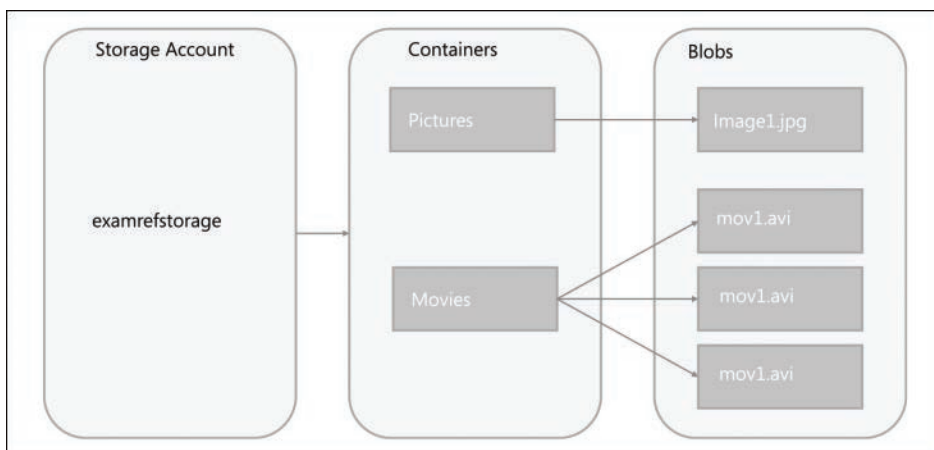 Storage Account
Containers
Blobs
Pictures
Image1.jpg
examrefstorage
mov1.avi
Movies
mov1.avi
mov1.avi